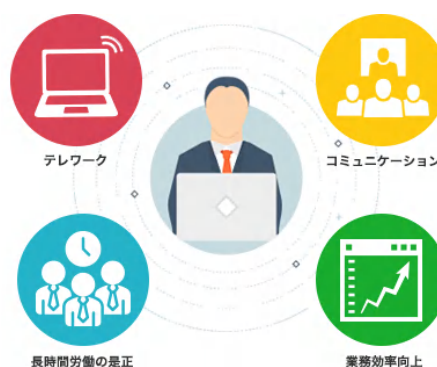 テレワーク
コミュニケーション
長時間労働の是正
業務効率向上